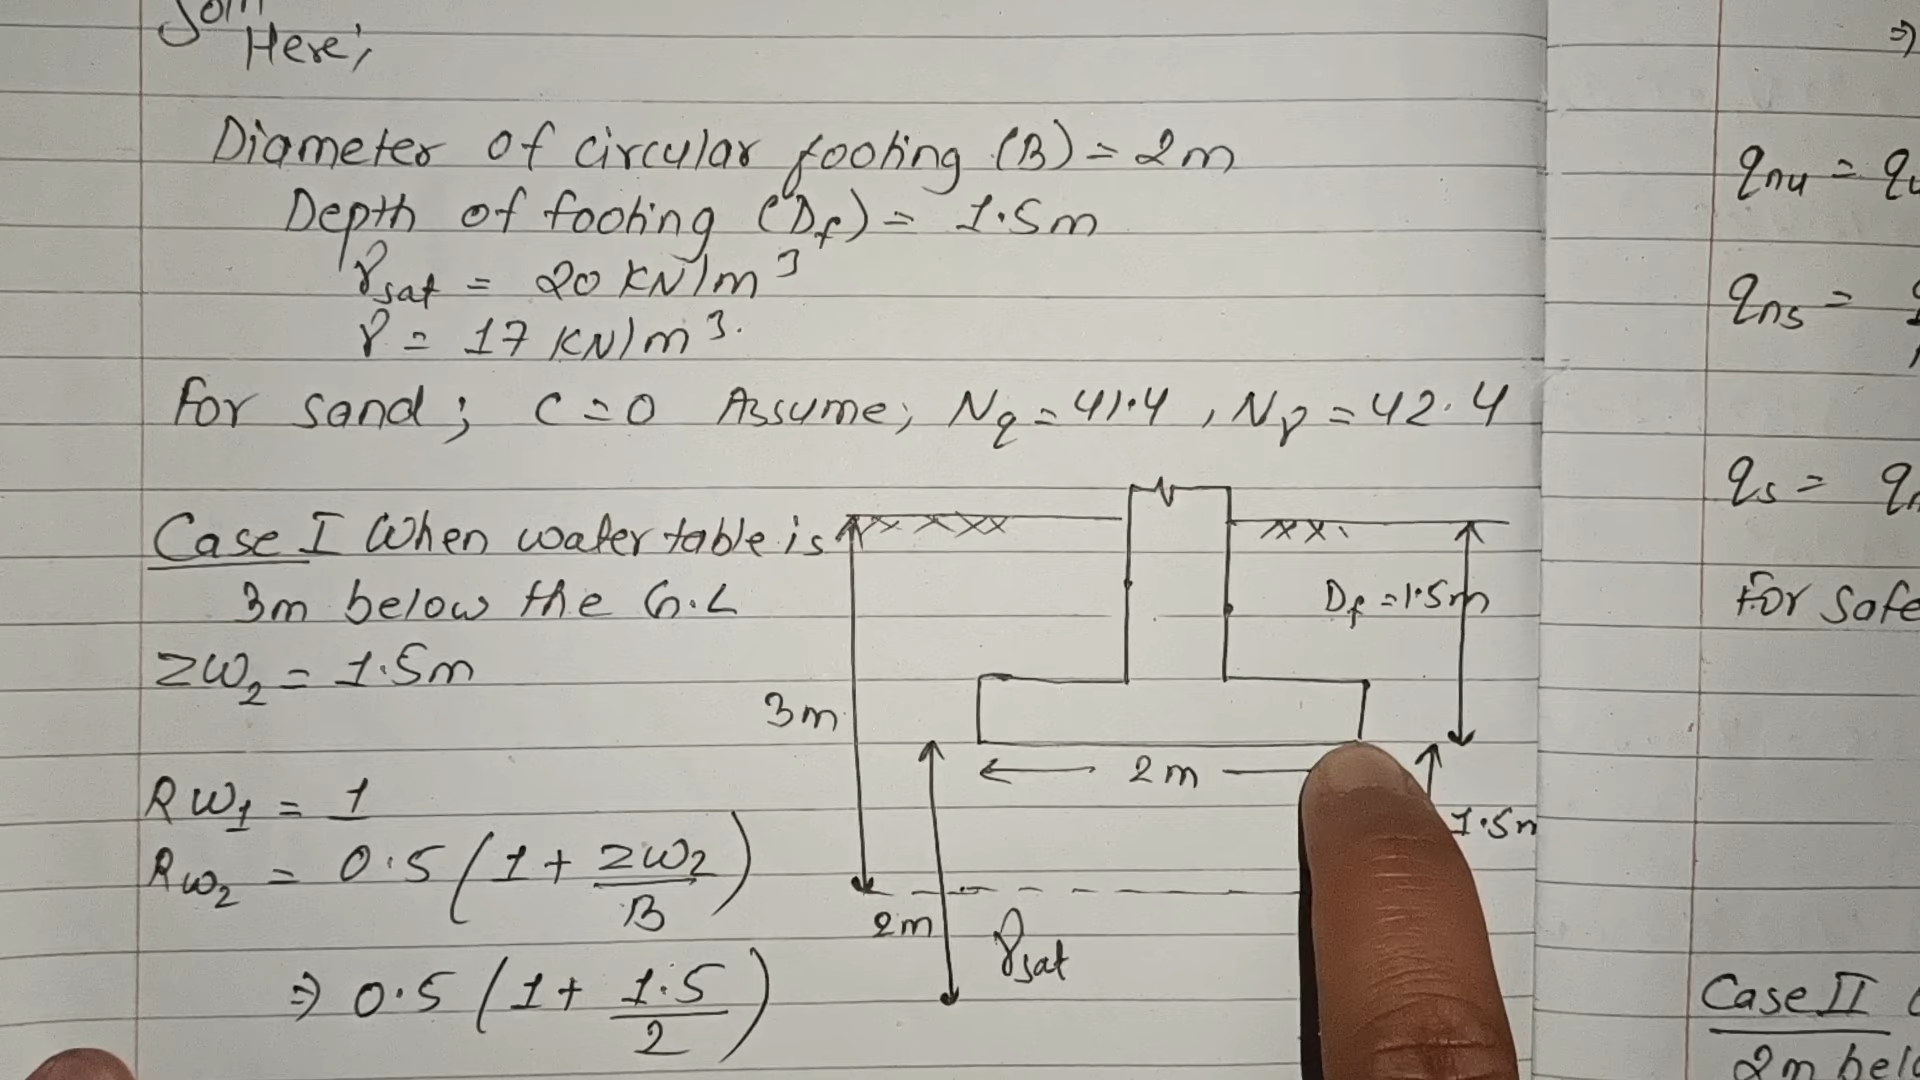 Soln
Here;
Diameter of circular footing (B) = 2m
Depth of footing (Df) = 1.5m
γsat = 20 KN/m³
γ = 17 KN/m³.
For sand; C=0 Assume; Nq = 41.4, Nγ = 42.4
Case I When water table is
3m below the G.L
ZW₂ = 1.5m
RW₁ = 1
RW₂ = 0.5 (1 + ZW₂/B)
⇒ 0.5 (1 + 1.5/2)
Df = 1.5m
3m
2m
1.5m
2m
γsat
⇒
qnu = q
qns =
qs = q
For safe
Case II
2m belo